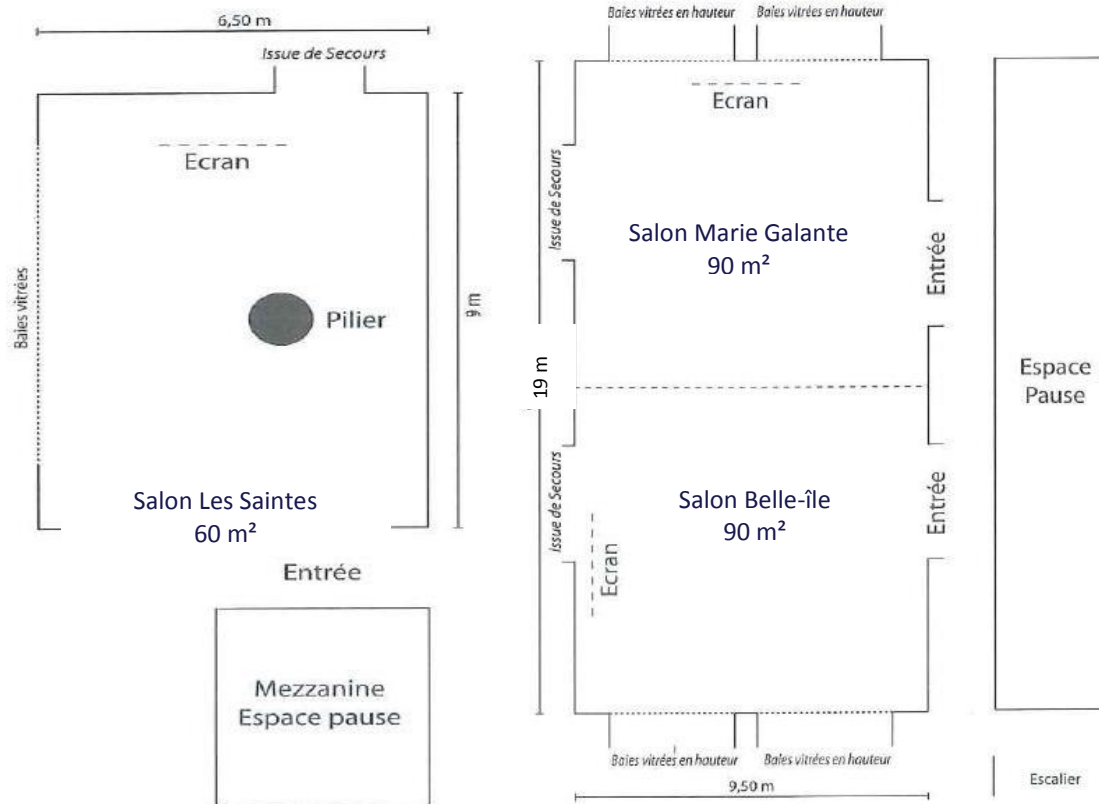 6,50 m
Issue de Secours
Ecran
Baies vitrées
Pilier
9 m
Salon Les Saintes
60 m²
Entrée
Mezzanine
Espace pause
Baies vitrées en hauteur
Baies vitrées en hauteur
Ecran
Issue de Secours
Salon Marie Galante
90 m²
Entrée
19 m
Espace
Pause
Issue de Secours
Salon Belle-île
90 m²
Entrée
Ecran
Baies vitrées en hauteur
Baies vitrées en hauteur
9,50 m
Escalier